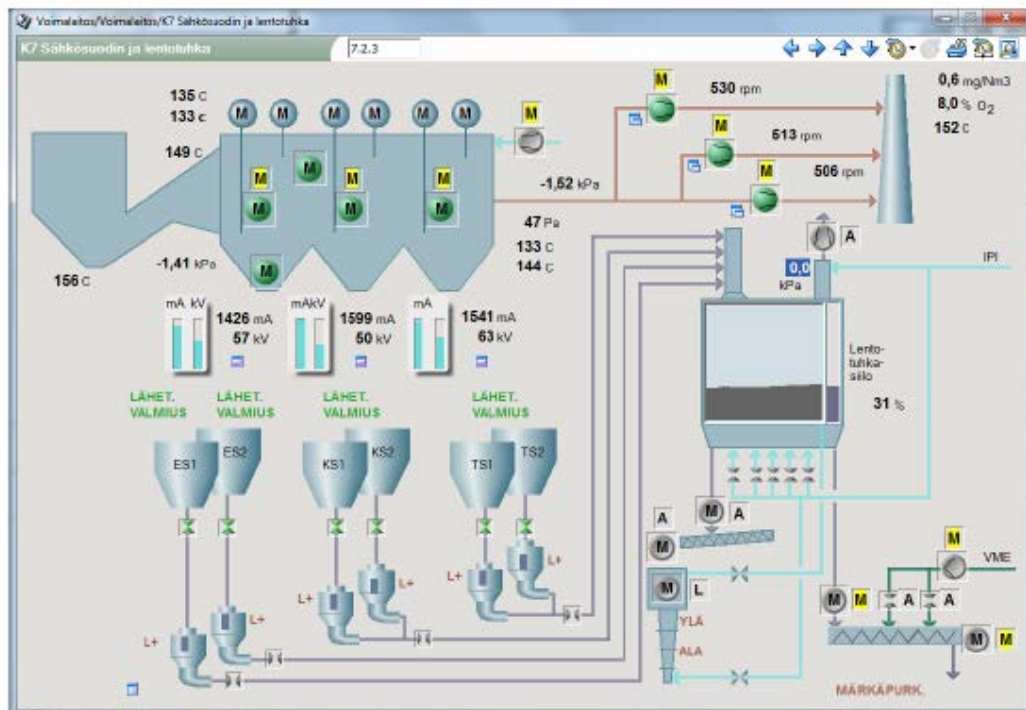 Voimalaitos/Voimalaitos/K7 Sähkösuodin ja lentotuhka
K7 Sähkösuodin ja lentotuhka
7.2.3
135 C
133 c
149 C
M M M M M M
M
M
M
M
M
M
M
M
M
156 C
-1,41 kPa
-1,52 kPa
47 Pa
133 C
144 C
M
530 rpm
M
613 rpm
M
506 rpm
0,6 mg/Nm3
8,0 % O2
152 C
A
0,0
kPa
IPI
mA kV
1426 mA
57 kV
mAkV
1599 mA
50 kV
mA
1541 mA
63 kV
Lento-
tuhka-
siilo
31 %
LÄHET.
VALMIUS
LÄHET.
VALMIUS
LÄHET.
VALMIUS
LÄHET.
VALMIUS
ES1
ES2
KS1
KS2
TS1
TS2
L+
L+
L+
L+
L+
L+
M A
A
M
M L
YLÄ
ALA
M
VME
M M
A A
M M
MÄRKÄPURK.